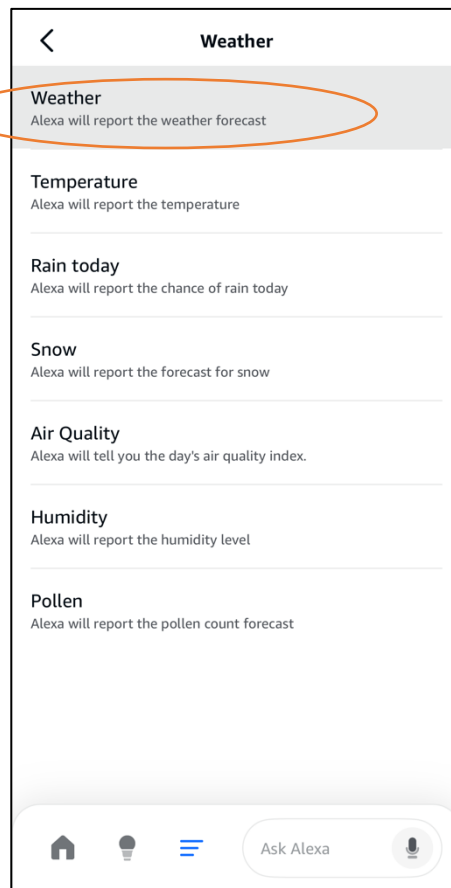 Weather
Weather
Alexa will report the weather forecast
Temperature
Alexa will report the temperature
Rain today
Alexa will report the chance of rain today
Snow
Alexa will report the forecast for snow
Air Quality
Alexa will tell you the day's air quality index.
Humidity
Alexa will report the humidity level
Pollen
Alexa will report the pollen count forecast
Ask Alexa